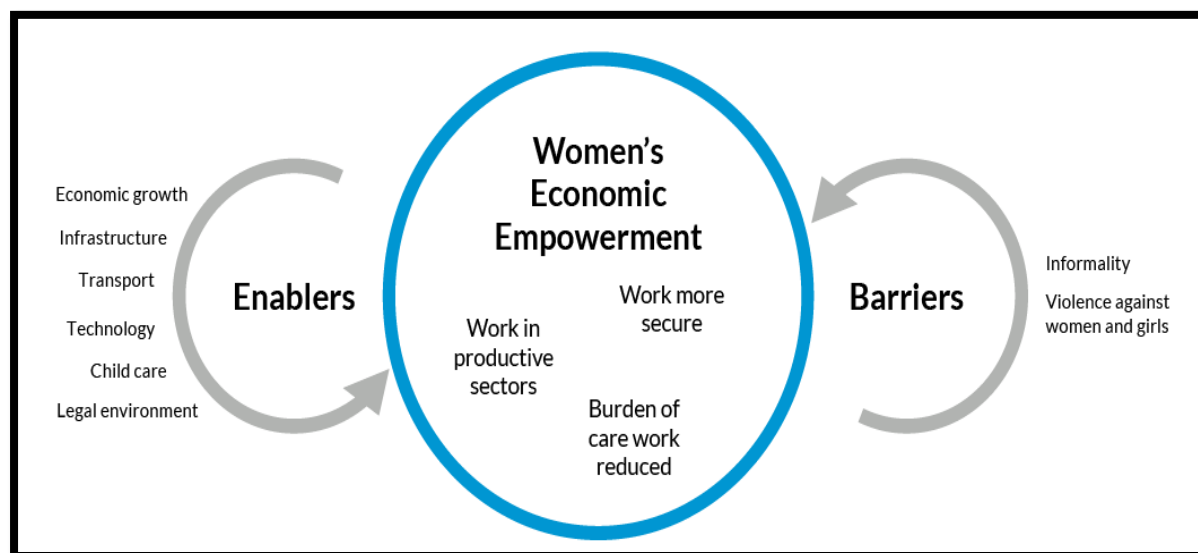 Women’s
Economic
Empowerment
Economic growth
Infrastructure
Transport
Technology
Child care
Legal environment
Enablers
Work more
secure
Work in
productive
sectors
Burden of
care work
reduced
Barriers
Informality
Violence against
women and girls